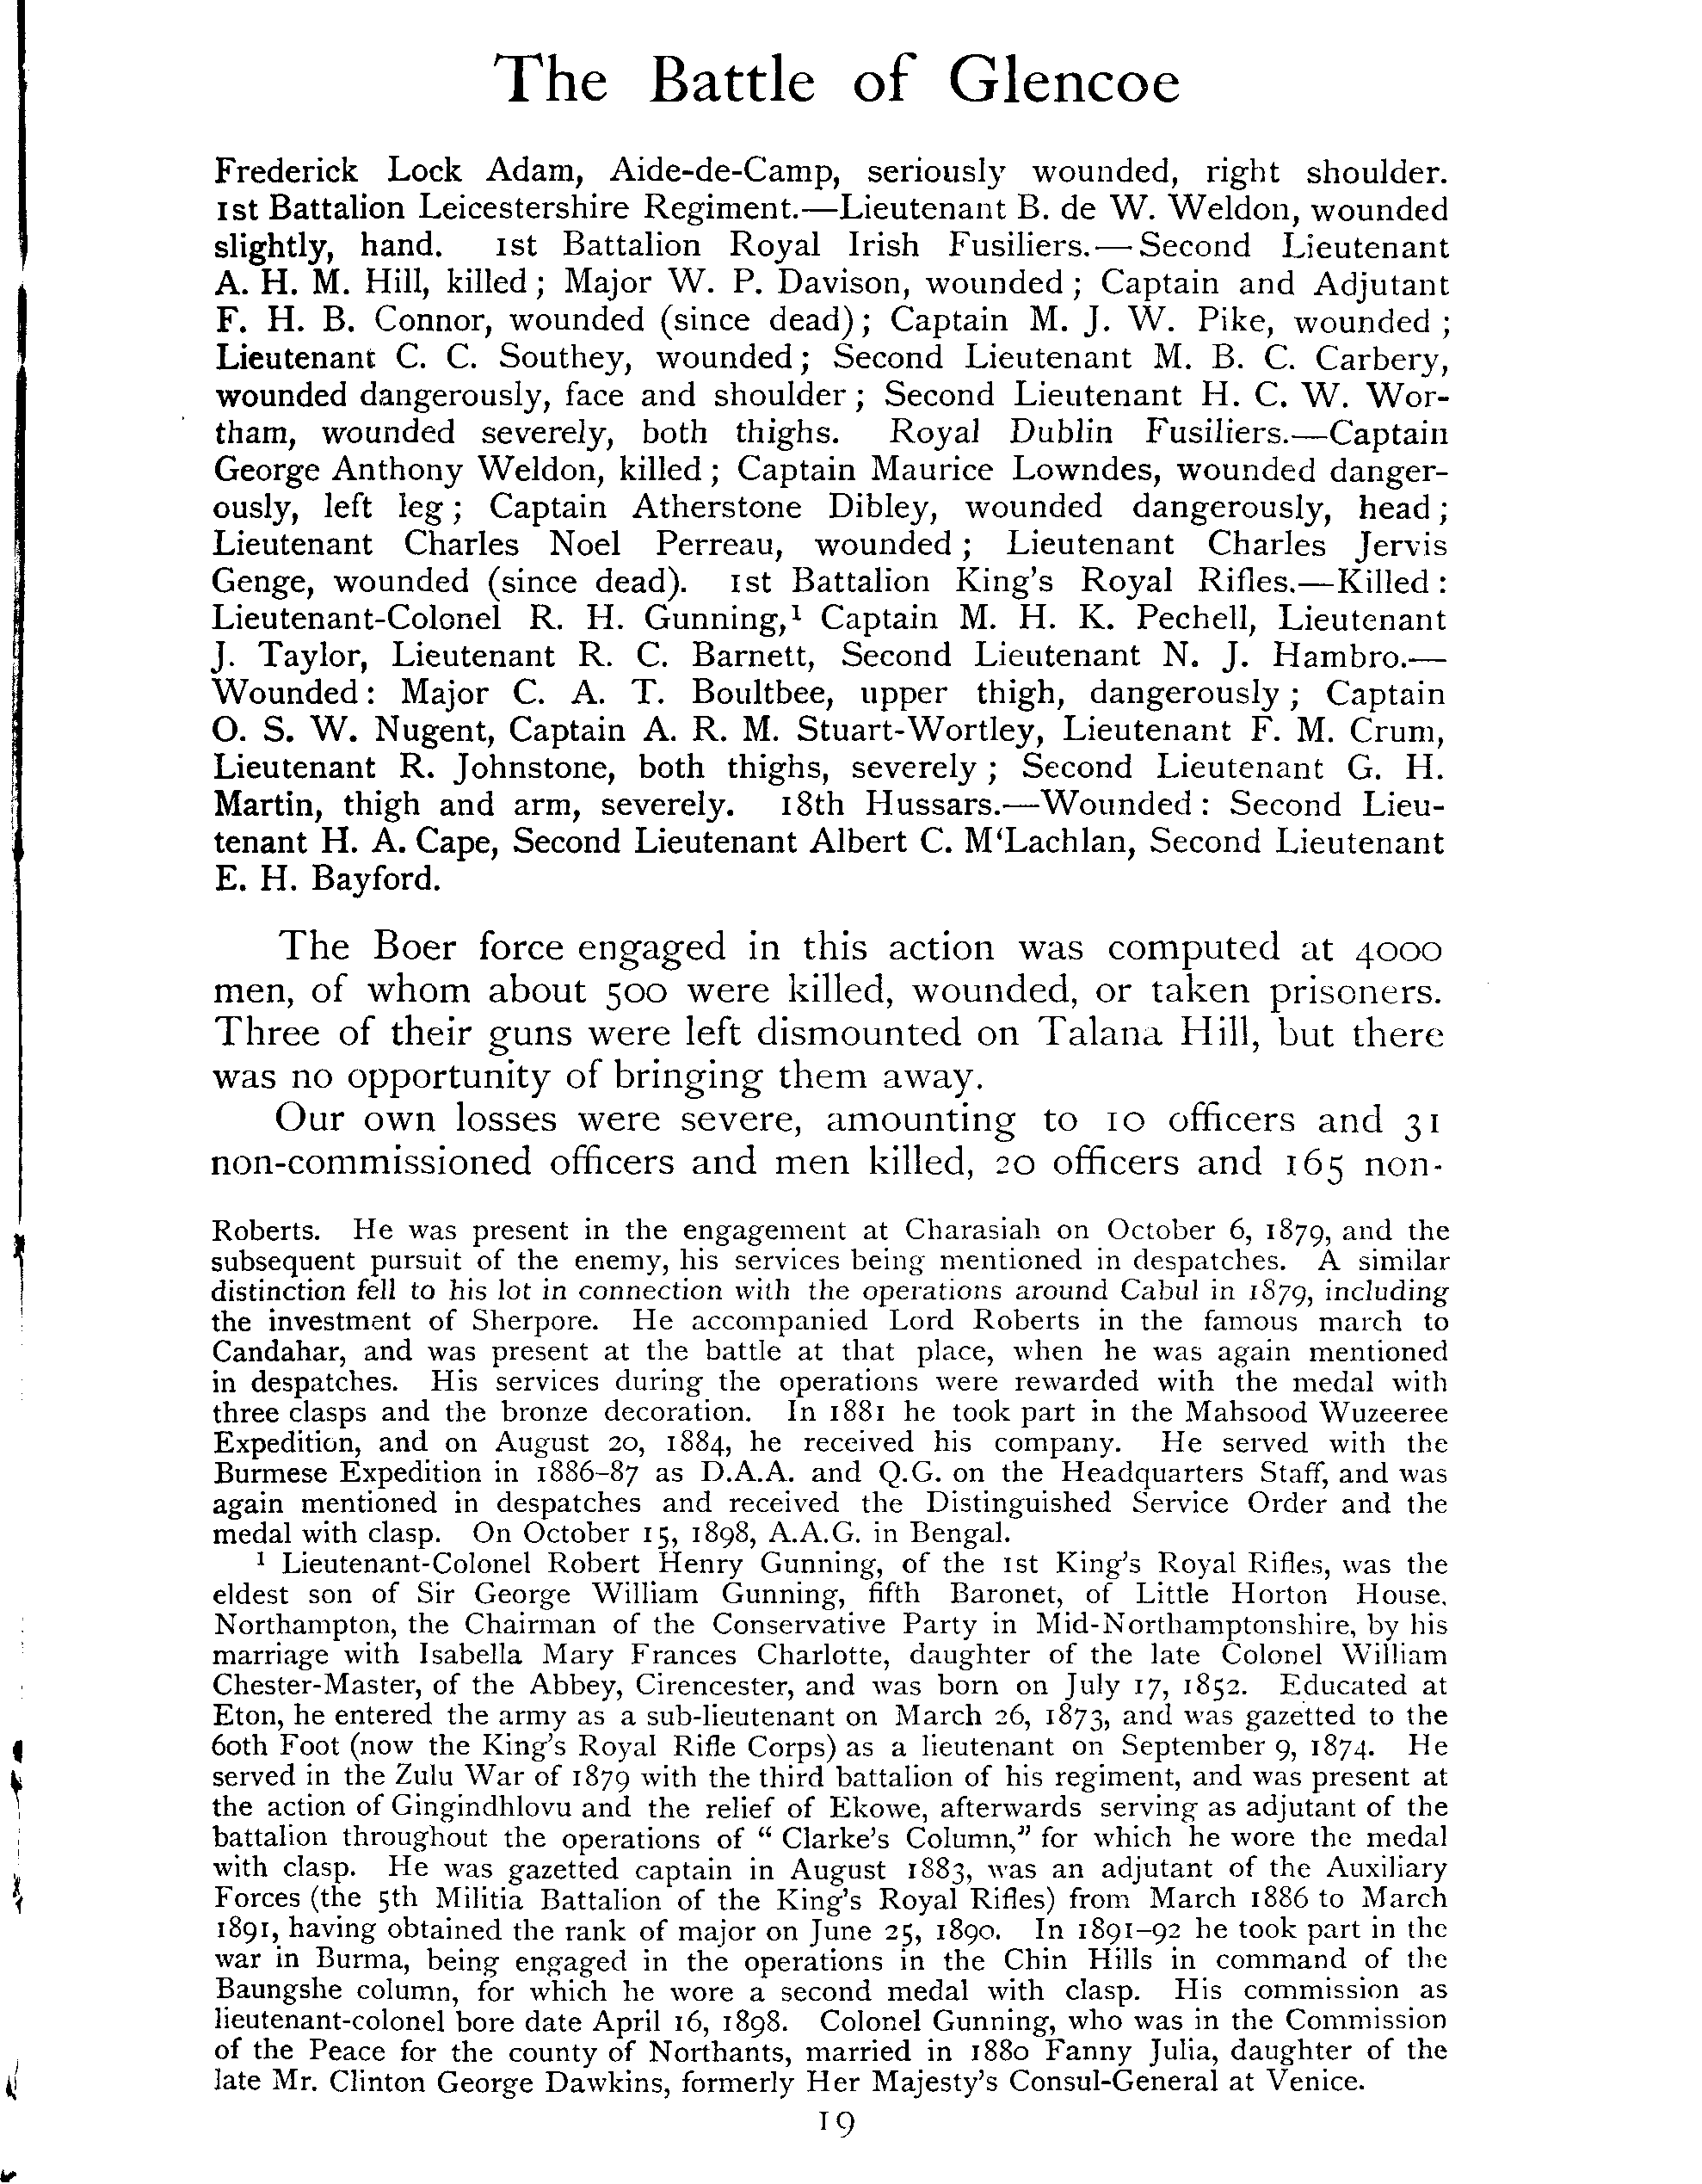 The Battle of Glencoe
Frederick Lock Adam, Aide-de-Camp, seriously wounded, right shoulder.
1st Battalion Leicestershire Regiment.—Lieutenant B. de W. Weldon, wounded
slightly, hand. 1st Battalion Royal Irish Fusiliers.—Second Lieutenant
A. H. M. Hill, killed; Major W. P. Davison, wounded; Captain and Adjutant
F. H. B. Connor, wounded (since dead); Captain M. J. W. Pike, wounded;
Lieutenant C. C. Southey, wounded; Second Lieutenant M. B. C. Carbery,
wounded dangerously, face and shoulder; Second Lieutenant H. C. W. Wor-
tham, wounded severely, both thighs. Royal Dublin Fusiliers.—Captain
George Anthony Weldon, killed; Captain Maurice Lowndes, wounded danger-
ously, left leg; Captain Atherstone Dibley, wounded dangerously, head;
Lieutenant Charles Noel Perreau, wounded; Lieutenant Charles Jervis
Genge, wounded (since dead). 1st Battalion King's Royal Rifles.—Killed:
Lieutenant-Colonel R. H. Gunning,¹ Captain M. H. K. Pechell, Lieutenant
J. Taylor, Lieutenant R. C. Barnett, Second Lieutenant N. J. Hambro.—
Wounded: Major C. A. T. Boultbee, upper thigh, dangerously; Captain
O. S. W. Nugent, Captain A. R. M. Stuart-Wortley, Lieutenant F. M. Crum,
Lieutenant R. Johnstone, both thighs, severely; Second Lieutenant G. H.
Martin, thigh and arm, severely. 18th Hussars.—Wounded: Second Lieu-
tenant H. A. Cape, Second Lieutenant Albert C. M‘Lachlan, Second Lieutenant
E. H. Bayford.
The Boer force engaged in this action was computed at 4000
men, of whom about 500 were killed, wounded, or taken prisoners.
Three of their guns were left dismounted on Talana Hill, but there
was no opportunity of bringing them away.
Our own losses were severe, amounting to 10 officers and 31
non-commissioned officers and men killed, 20 officers and 165 non-
Roberts. He was present in the engagement at Charasiah on October 6, 1879, and the
subsequent pursuit of the enemy, his services being mentioned in despatches. A similar
distinction fell to his lot in connection with the operations around Cabul in 1879, including
the investment of Sherpore. He accompanied Lord Roberts in the famous march to
Candahar, and was present at the battle at that place, when he was again mentioned
in despatches. His services during the operations were rewarded with the medal with
three clasps and the bronze decoration. In 1881 he took part in the Mahsood Wuzeeree
Expedition, and on August 20, 1884, he received his company. He served with the
Burmese Expedition in 1886–87 as D.A.A. and Q.G. on the Headquarters Staff, and was
again mentioned in despatches and received the Distinguished Service Order and the
medal with clasp. On October 15, 1898, A.A.G. in Bengal.
¹ Lieutenant-Colonel Robert Henry Gunning, of the 1st King's Royal Rifles, was the
eldest son of Sir George William Gunning, fifth Baronet, of Little Horton House,
Northampton, the Chairman of the Conservative Party in Mid-Northamptonshire, by his
marriage with Isabella Mary Frances Charlotte, daughter of the late Colonel William
Chester-Master, of the Abbey, Cirencester, and was born on July 17, 1852. Educated at
Eton, he entered the army as a sub-lieutenant on March 26, 1873, and was gazetted to the
60th Foot (now the King's Royal Rifle Corps) as a lieutenant on September 9, 1874. He
served in the Zulu War of 1879 with the third battalion of his regiment, and was present at
the action of Gingindhlovu and the relief of Ekowe, afterwards serving as adjutant of the
battalion throughout the operations of “Clarke's Column,” for which he wore the medal
with clasp. He was gazetted captain in August 1883, was an adjutant of the Auxiliary
Forces (the 5th Militia Battalion of the King's Royal Rifles) from March 1886 to March
1891, having obtained the rank of major on June 25, 1890. In 1891–92 he took part in the
war in Burma, being engaged in the operations in the Chin Hills in command of the
Baungshe column, for which he wore a second medal with clasp. His commission as
lieutenant-colonel bore date April 16, 1898. Colonel Gunning, who was in the Commission
of the Peace for the county of Northants, married in 1880 Fanny Julia, daughter of the
late Mr. Clinton George Dawkins, formerly Her Majesty's Consul-General at Venice.
19